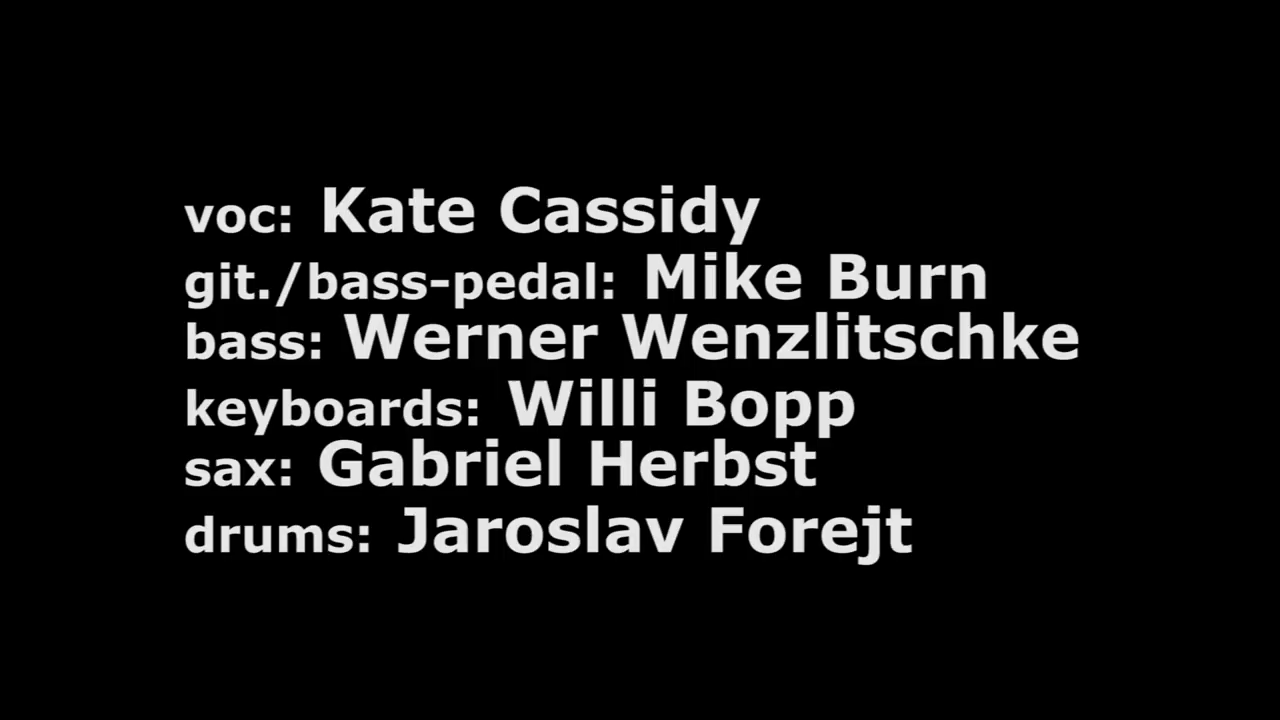 voc: Kate Cassidy
git./bass-pedal: Mike Burn
bass: Werner Wenzlitschke
keyboards: Willi Bopp
sax: Gabriel Herbst
drums: Jaroslav Forejt